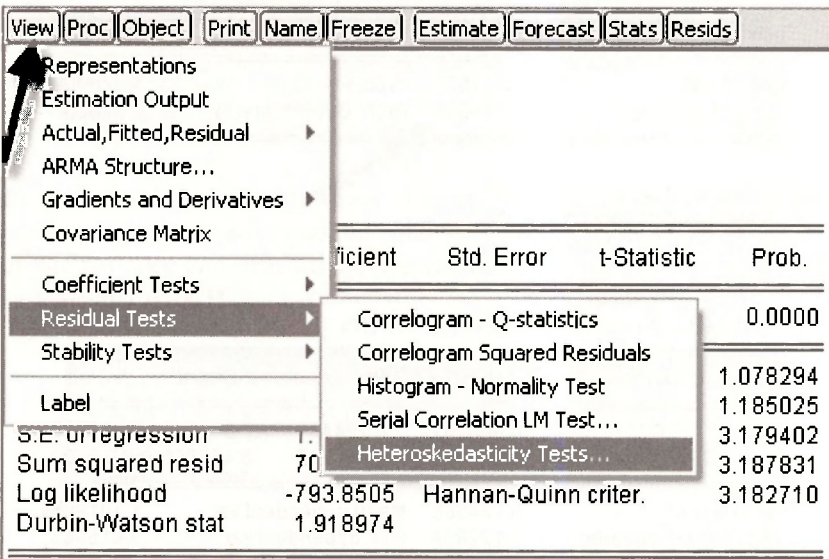 View Proc Object Print Name Freeze Estimate Forecast Stats Resids
Representations
Estimation Output
Actual,Fitted,Residual
ARMA Structure...
Gradients and Derivatives
Covariance Matrix
Coefficient Tests
Residual Tests
Stability Tests
Label
Correlogram - Q-statistics
Correlogram Squared Residuals
Histogram - Normality Test
Serial Correlation LM Test...
Heteroskedasticity Tests...
ficient Std. Error t-Statistic Prob.
0.0000
1.078294
1.185025
S.E. of regression 1. 3.179402
Sum squared resid 70 3.187831
Log likelihood -793.8505 Hannan-Quinn criter. 3.182710
Durbin-Watson stat 1.918974